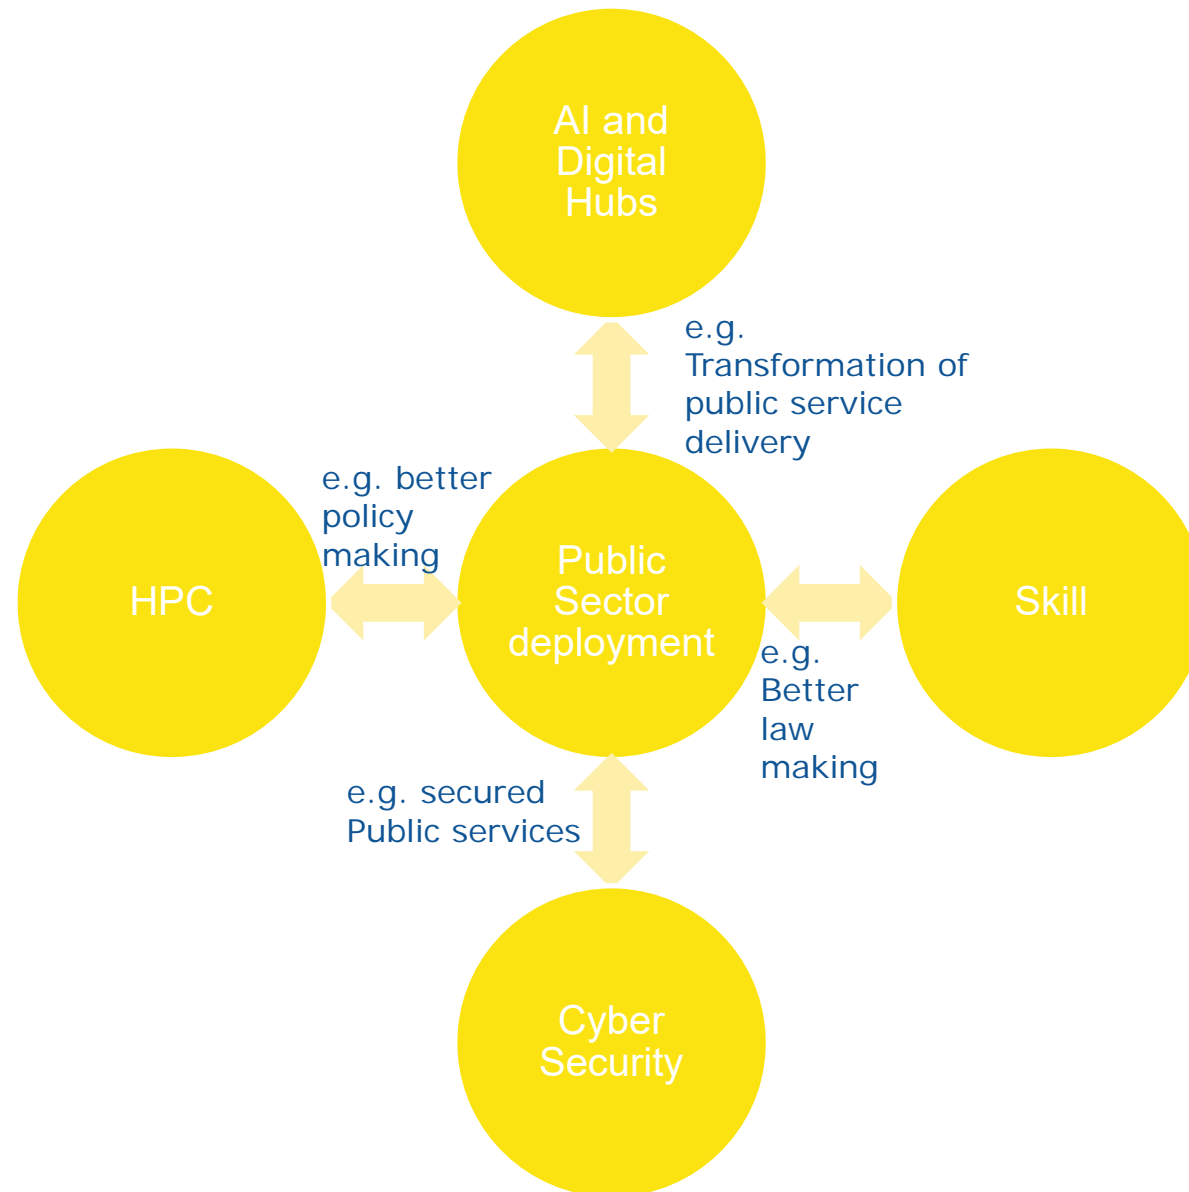 AI and
Digital
Hubs
e.g.
Transformation of
public service
delivery
e.g. better
policy
making
HPC
Public
Sector
deployment
Skill
e.g.
Better
law
making
e.g. secured
Public services
Cyber
Security